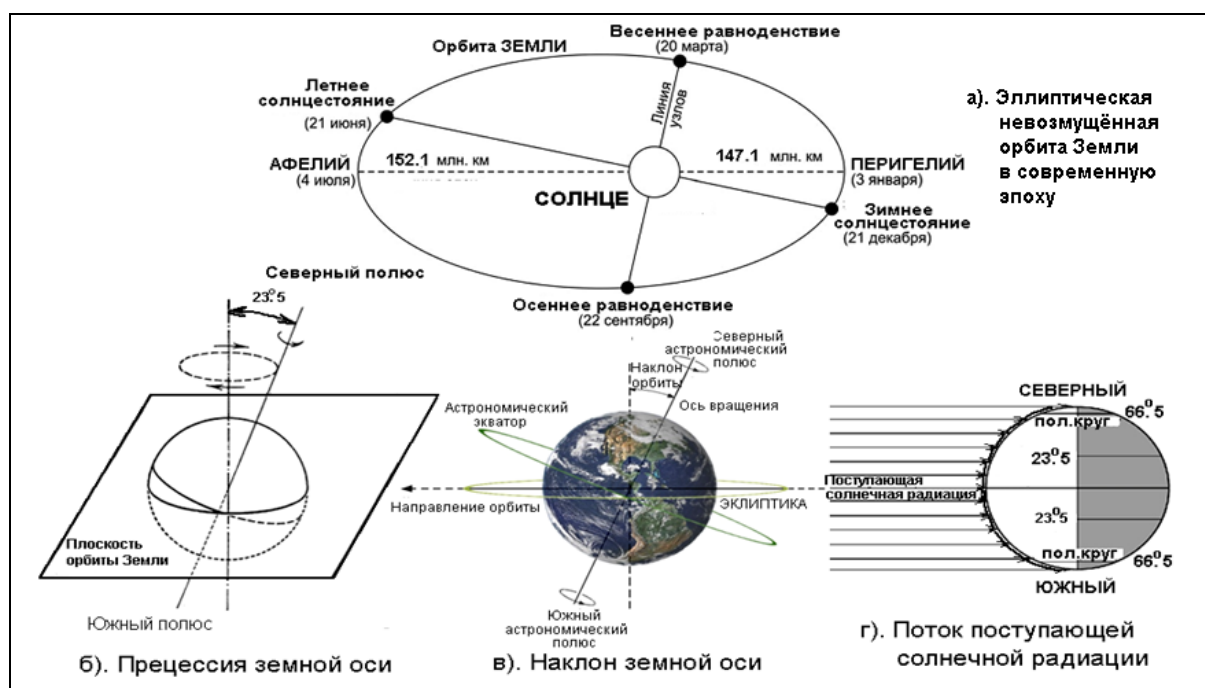 Весеннее равноденствие
(20 марта)
Орбита ЗЕМЛИ
Летнее
солнцестояние
(21 июня)
Линия
узлов
а). Эллиптическая
невозмущённая
орбита Земли
в современную
эпоху
АФЕЛИЙ
(4 июля)
152.1 млн. км
147.1 млн. км
ПЕРИГЕЛИЙ
(3 января)
СОЛНЦЕ
Зимнее
солнцестояние
(21 декабря)
Осеннее равноденствие
(22 сентября)
Северный полюс
23°.5
Плоскость
орбиты Земли
Южный полюс
б). Прецессия земной оси
Северный
астрономический
полюс
Наклон
орбиты
Ось вращения
Астрономический
экватор
Направление орбиты
ЭКЛИПТИКА
Южный
астрономический
полюс
в). Наклон земной оси
СЕВЕРНЫЙ
66°.5
пол.круг
23°.5
Поступающая
солнечная радиация
23°.5
пол.круг
66°.5
ЮЖНЫЙ
г). Поток поступающей
солнечной радиации